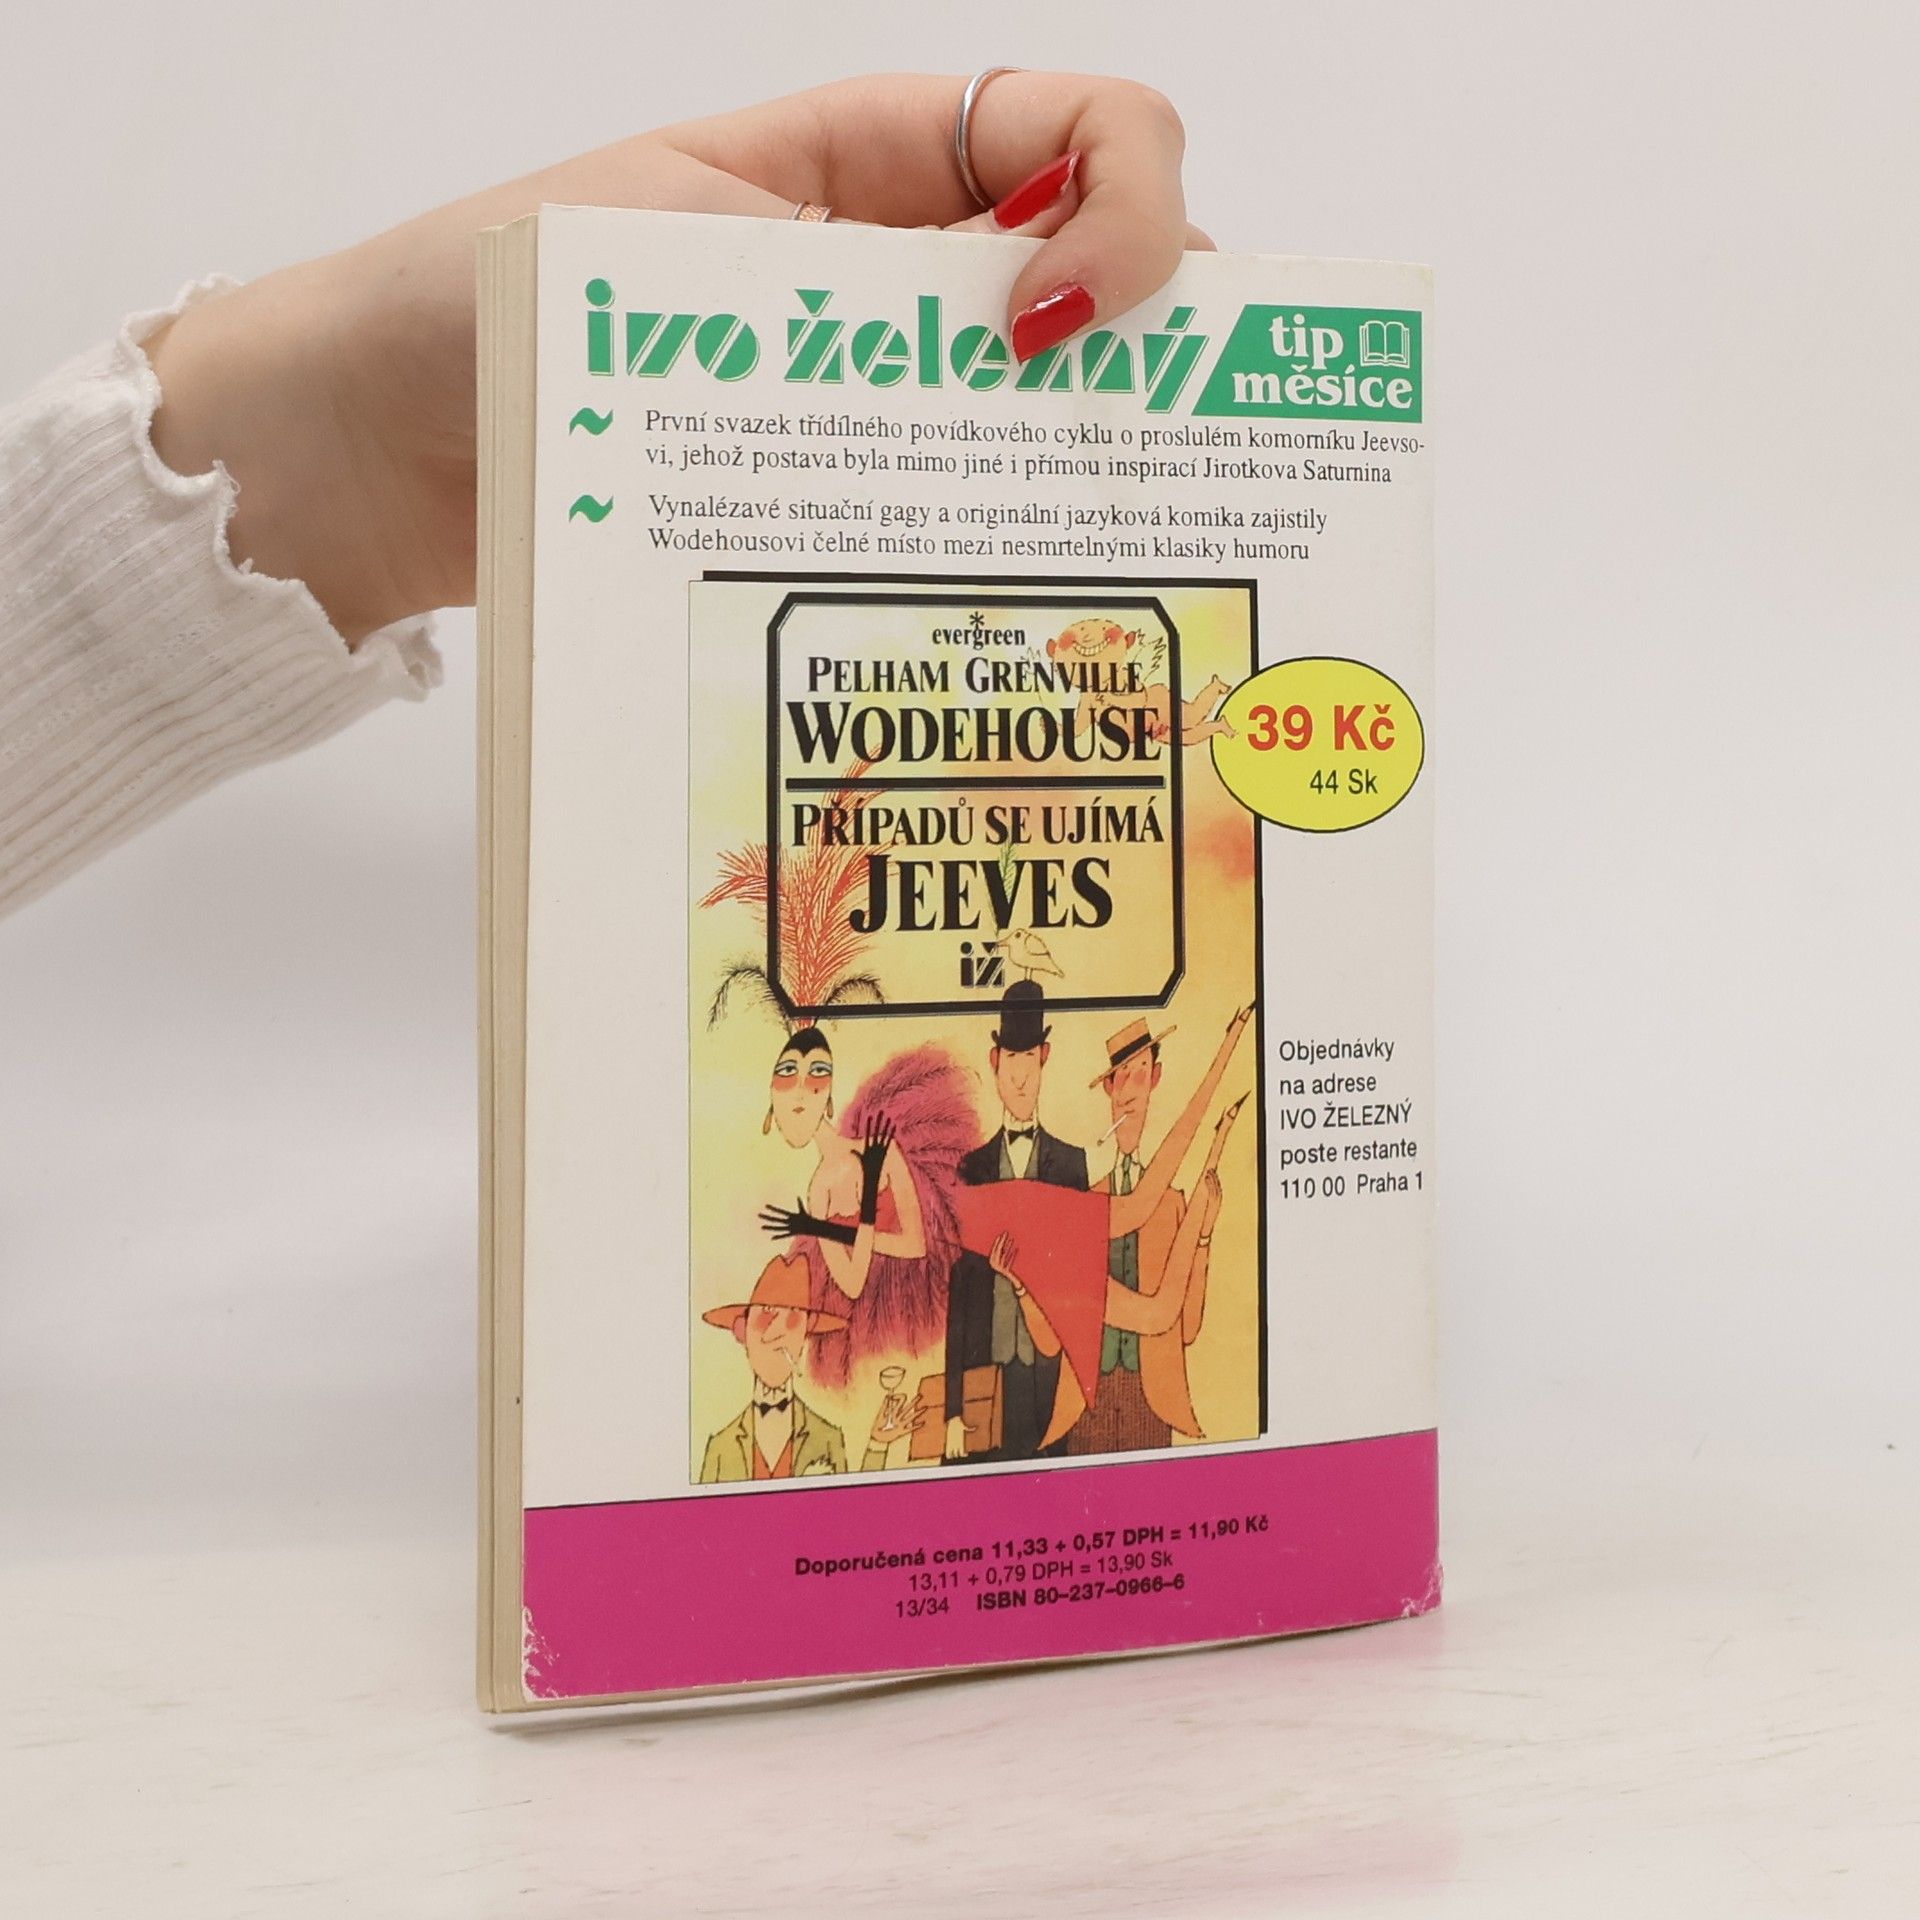 ivo železný
tip
měsíce
~ První svazek třídílného povídkového cyklu o proslulém komorníku Jeevso-
vi, jehož postava byla mimo jiné i přímou inspirací Jirotkova Saturnina
~ Vynalézavé situační gagy a originální jazyková komika zajistily
Wodehousovi čelné místo mezi nesmrtelnými klasiky humoru
*
evergreen
PELHAM GRENVILLE
WODEHOUSE
PŘÍPADŮ SE UJÍMÁ
JEEVES
iž
39 Kč
44 Sk
Objednávky
na adrese
IVO ŽELEZNÝ
poste restante
110 00 Praha 1
Doporučená cena 11,33 + 0,57 DPH = 11,90 Kč
13,11 + 0,79 DPH = 13,90 Sk
13/34 ISBN 80-237-0966-6